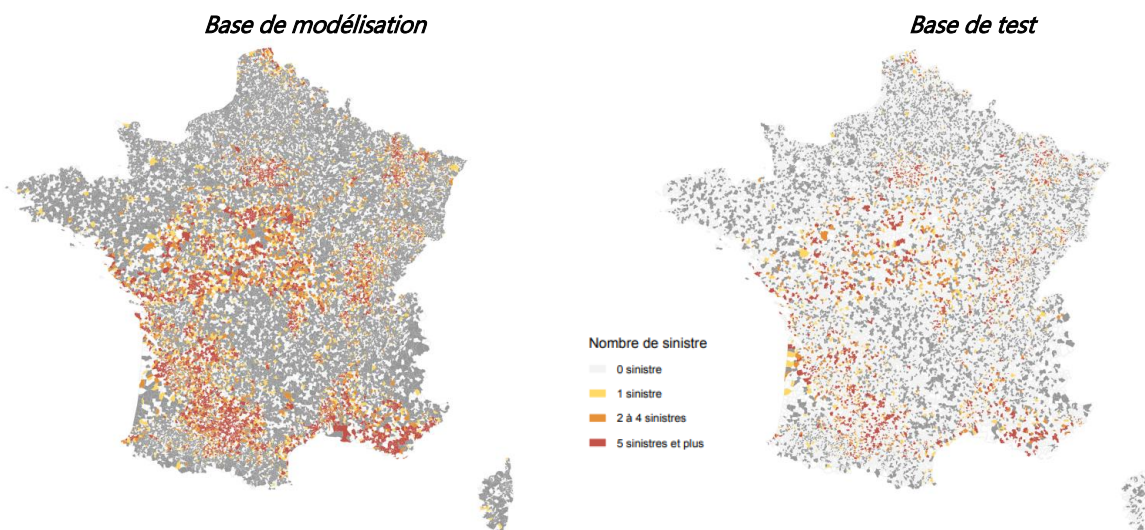 Base de modélisation
Base de test
Nombre de sinistre
0 sinistre
1 sinistre
2 à 4 sinistres
5 sinistres et plus